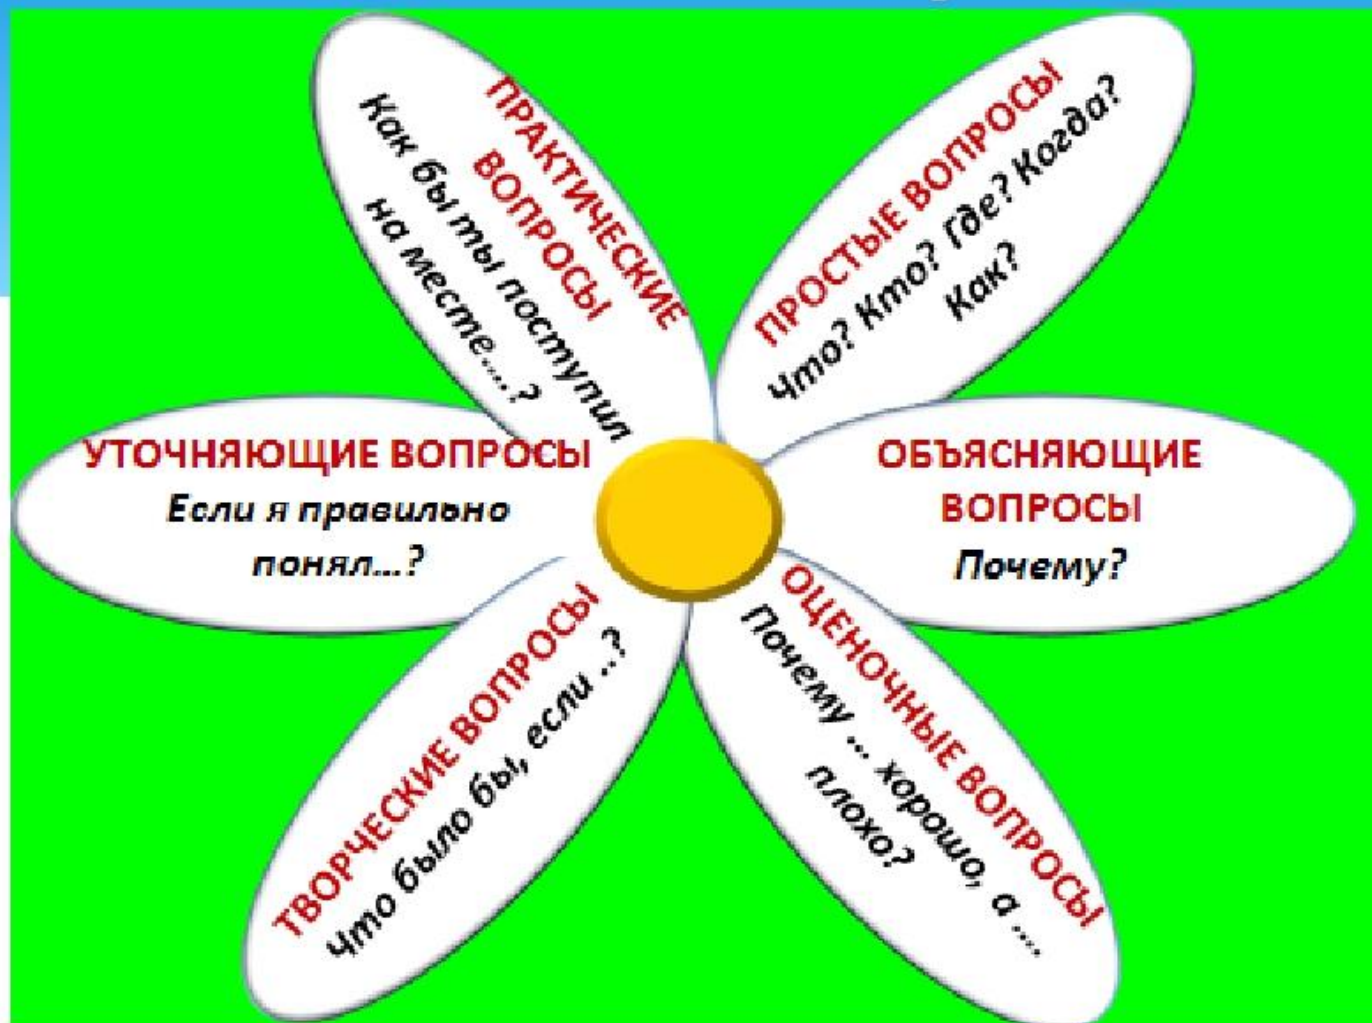 ПРАКТИЧЕСКИЕ
ВОПРОСЫ
Как бы ты поступил
на месте....?
ПРОСТЫЕ ВОПРОСЫ
Что? Кто? Где? Когда?
Как?
УТОЧНЯЮЩИЕ ВОПРОСЫ
Если я правильно
понял...?
ОБЪЯСНЯЮЩИЕ
ВОПРОСЫ
Почему?
ТВОРЧЕСКИЕ ВОПРОСЫ
Что было бы, если ..?
ОЦЕНОЧНЫЕ ВОПРОСЫ
Почему ... хорошо, а ....
плохо?